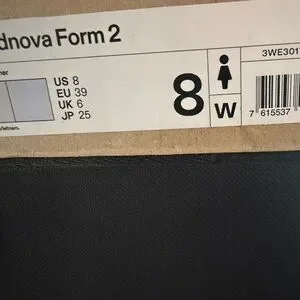 dnova Form 2
3WE301
US 8
EU 39
UK 6
JP 25
8
W
7 615537